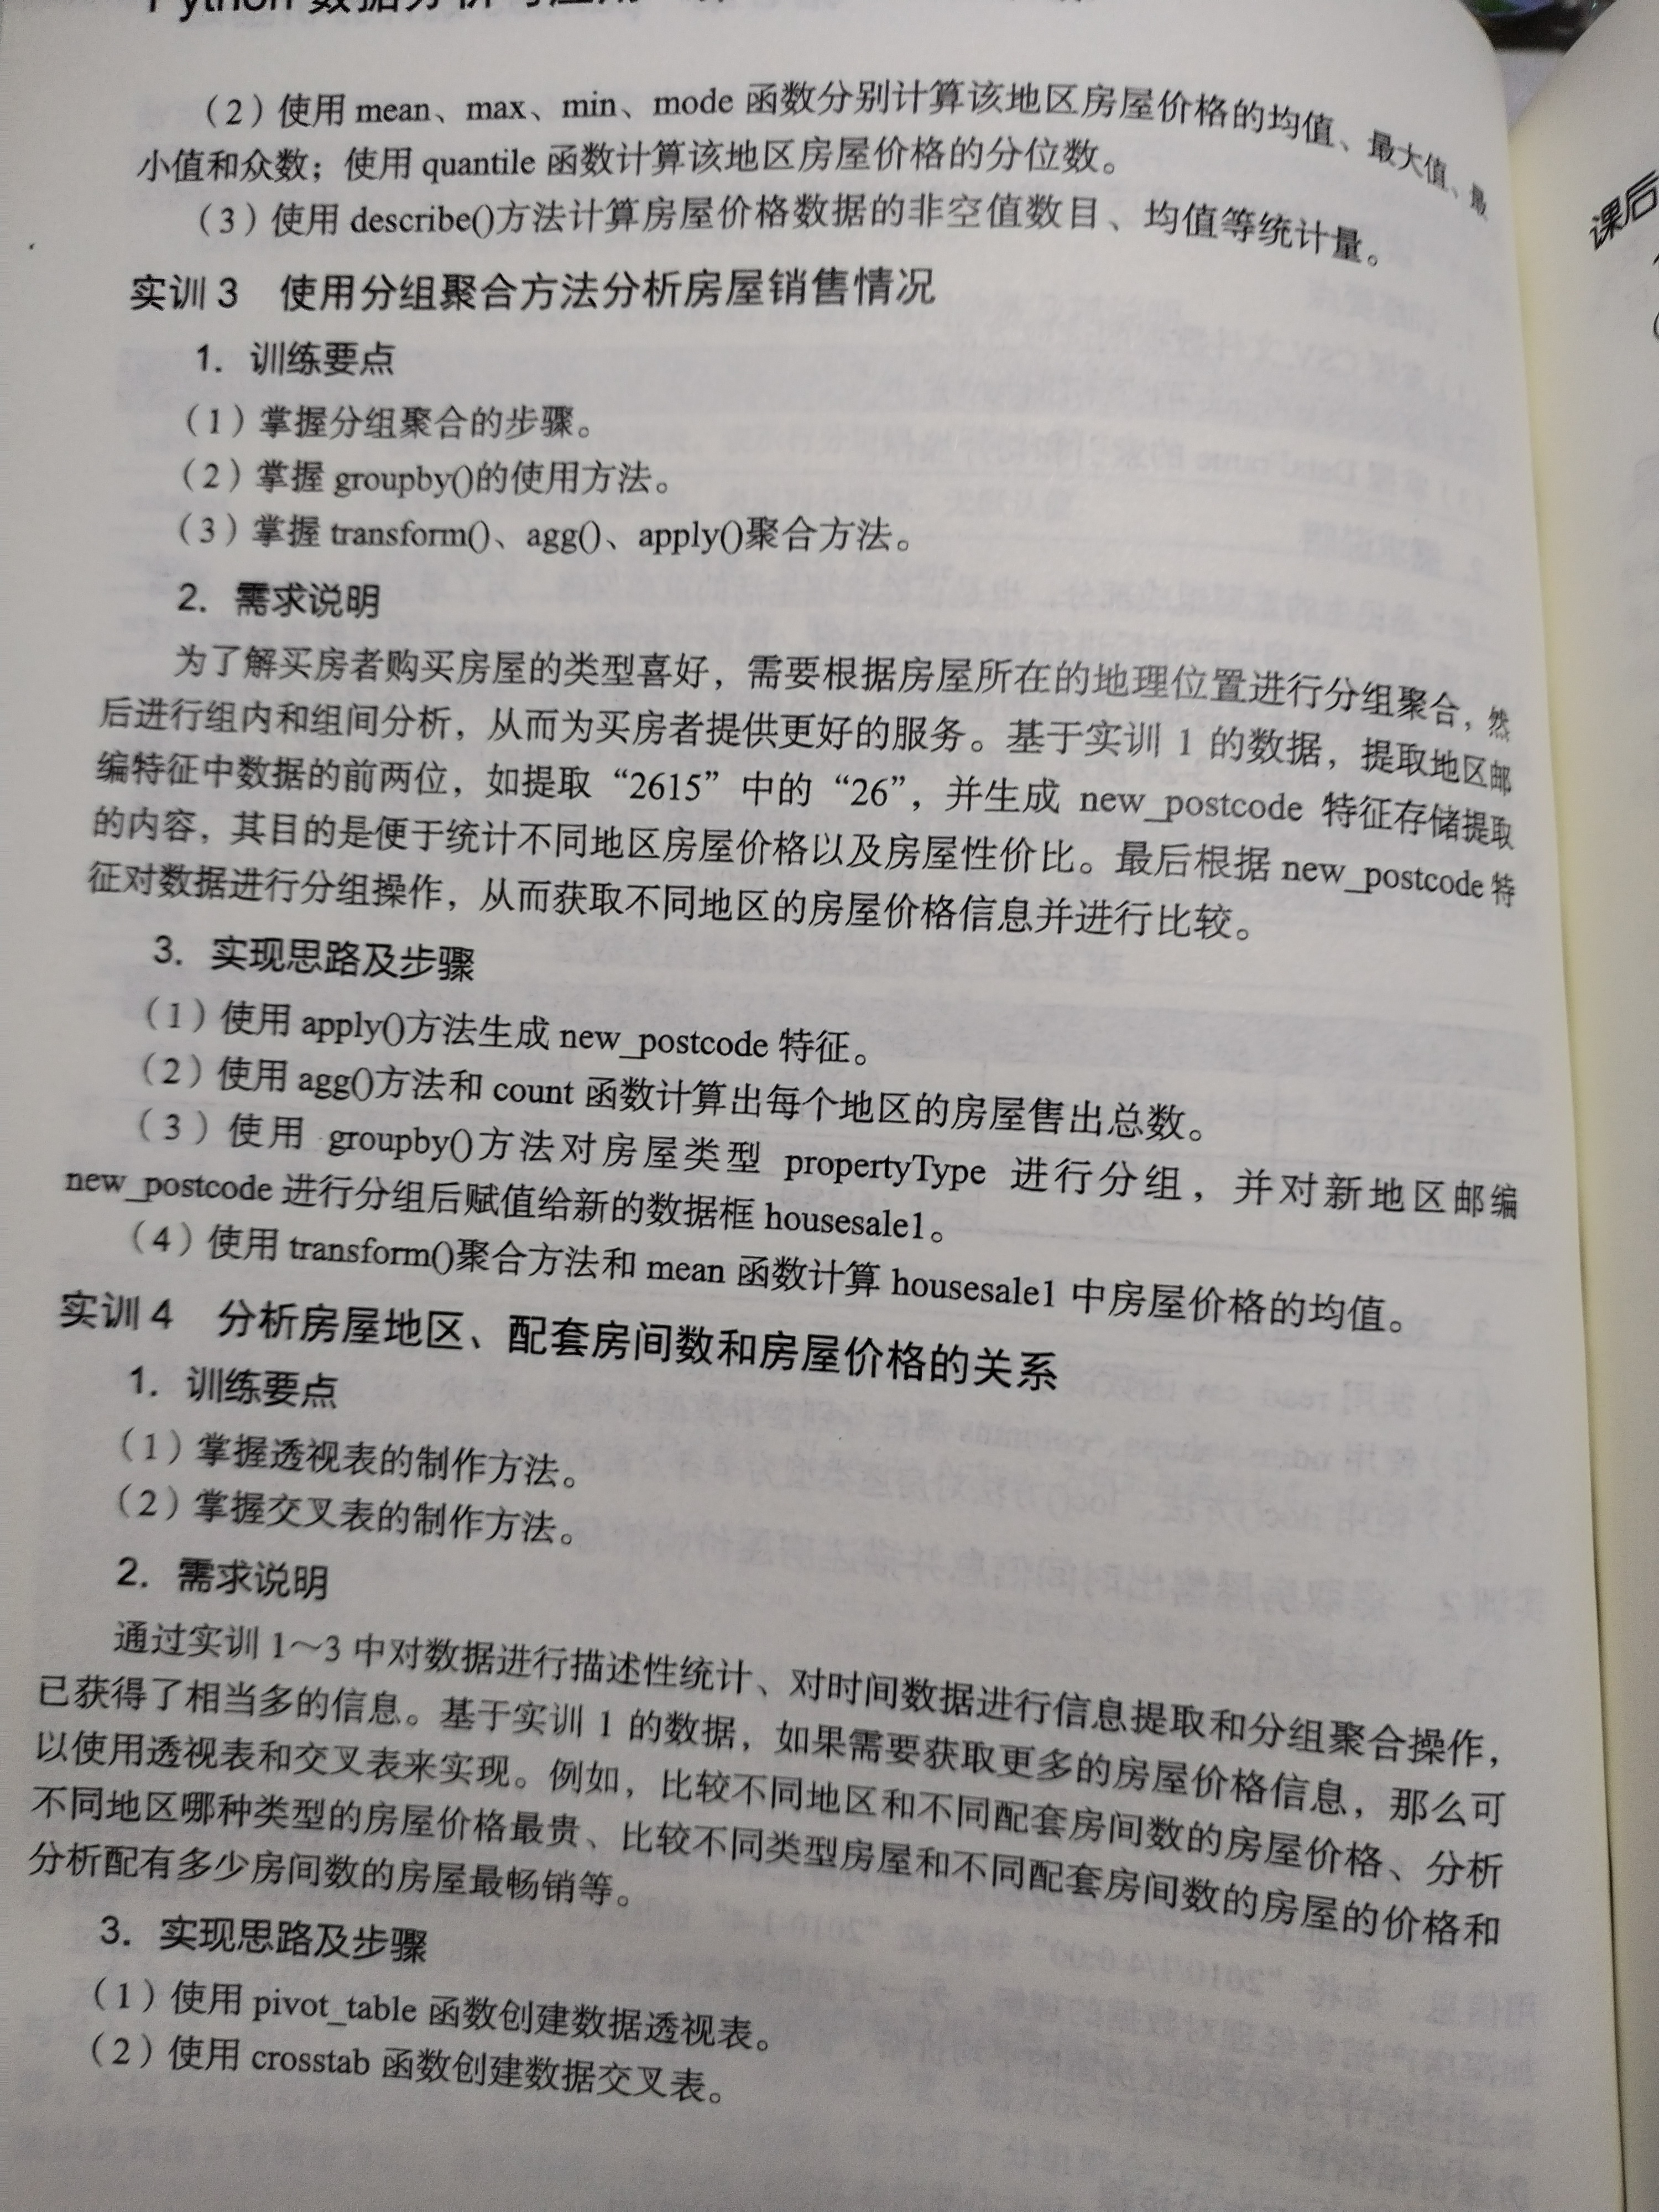 Python 数据分析与应用
(2)使用 mean、max、min、mode 函数分别计算该地区房屋价格的均值、最大值、最
小值和众数;使用 quantile 函数计算该地区房屋价格的分位数。
(3)使用 describe()方法计算房屋价格数据的非空值数目、均值等统计量。
实训 3 使用分组聚合方法分析房屋销售情况
1. 训练要点
(1)掌握分组聚合的步骤。
(2)掌握 groupby()的使用方法。
(3)掌握 transform()、agg()、apply()聚合方法。
2. 需求说明
为了解买房者购买房屋的类型喜好,需要根据房屋所在的地理位置进行分组聚合,然
后进行组内和组间分析,从而为买房者提供更好的服务。基于实训 1 的数据,提取地区邮
编特征中数据的前两位,如提取“2615”中的“26”,并生成 new_postcode 特征存储提取
的内容,其目的是便于统计不同地区房屋价格以及房屋性价比。最后根据 new_postcode 特
征对数据进行分组操作,从而获取不同地区的房屋价格信息并进行比较。
3. 实现思路及步骤
(1)使用 apply()方法生成 new_postcode 特征。
(2)使用 agg()方法和 count 函数计算出每个地区的房屋售出总数。
(3)使用 groupby()方法对房屋类型 propertyType 进行分组,并对新地区邮编
new_postcode 进行分组后赋值给新的数据框 housesale1。
(4)使用 transform()聚合方法和 mean 函数计算 housesale1 中房屋价格的均值。
实训 4 分析房屋地区、配套房间数和房屋价格的关系
1. 训练要点
(1)掌握透视表的制作方法。
(2)掌握交叉表的制作方法。
2. 需求说明
通过实训 1～3 中对数据进行描述性统计、对时间数据进行信息提取和分组聚合操作,
已获得了相当多的信息。基于实训 1 的数据,如果需要获取更多的房屋价格信息,那么可
以使用透视表和交叉表来实现。例如,比较不同地区和不同配套房间数的房屋价格、分析
不同地区哪种类型的房屋价格最贵、比较不同类型房屋和不同配套房间数的房屋的价格和
分析配有多少房间数的房屋最畅销等。
3. 实现思路及步骤
(1)使用 pivot_table 函数创建数据透视表。
(2)使用 crosstab 函数创建数据交叉表。
课后